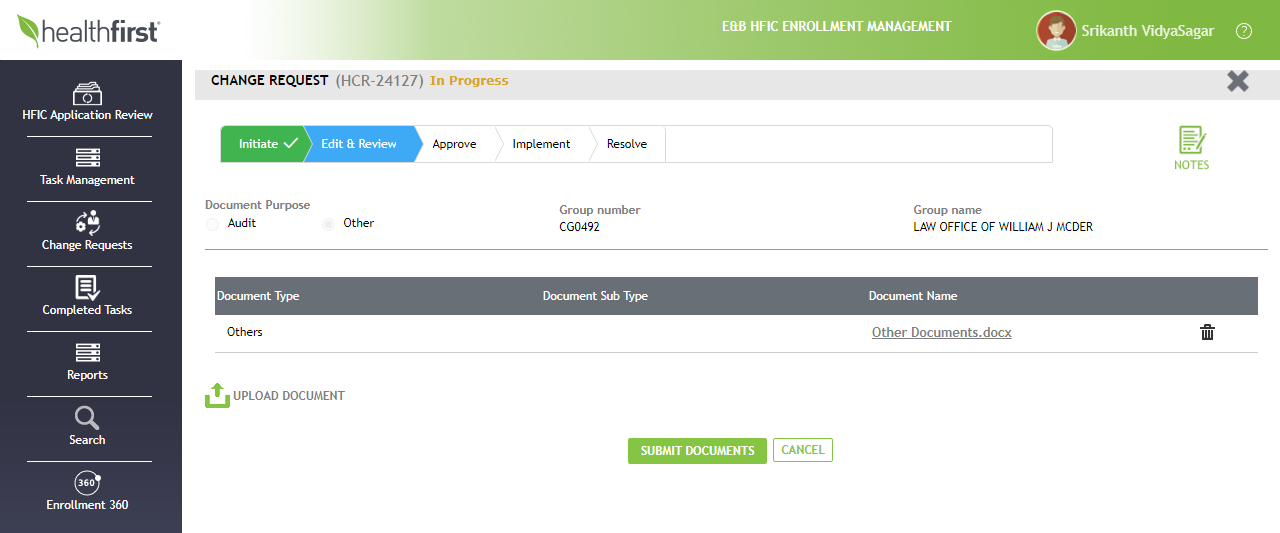 healthfirst
E&B HFIC ENROLLMENT MANAGEMENT
Srikanth VidyaSagar
?
HFIC Application Review
Task Management
Change Requests
Completed Tasks
Reports
Search
360
Enrollment 360
CHANGE REQUEST (HCR-24127) In Progress
Initiate Edit & Review Approve Implement Resolve
NOTES
Document Purpose
Audit Other
Group number
CG0492
Group name
LAW OFFICE OF WILLIAM J MCDER
Document Type Document Sub Type Document Name
Others Other Documents.docx
UPLOAD DOCUMENT
SUBMIT DOCUMENTS CANCEL